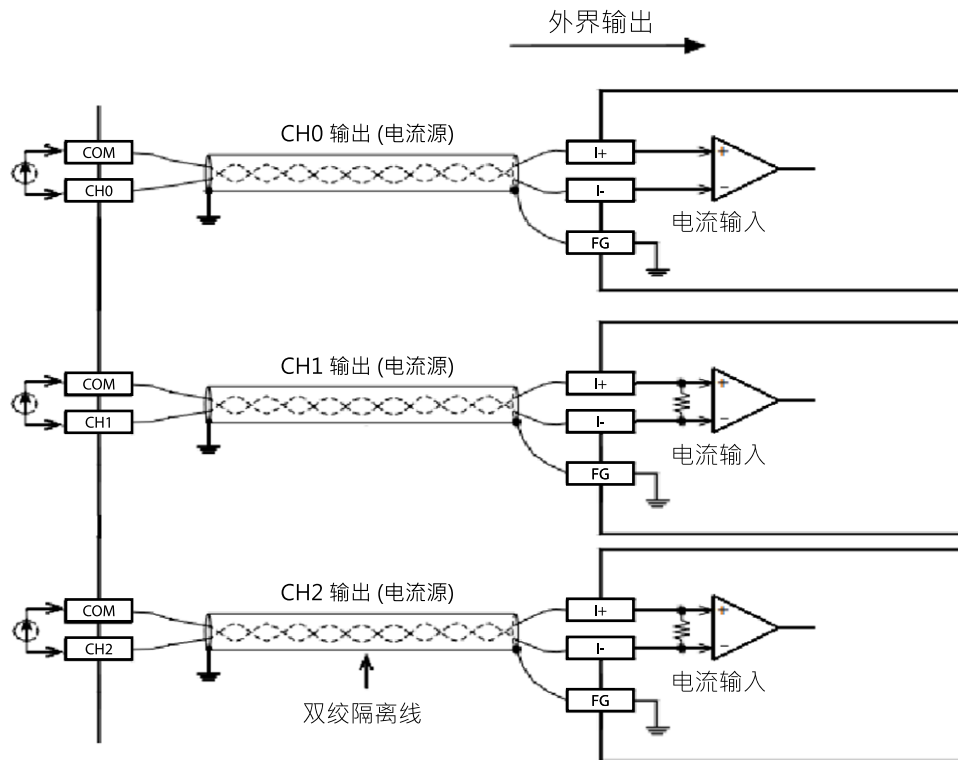 外界输出
CH0 输出 (电流源)
COM
CH0
I+
I-
FG
+
−
电流输入
CH1 输出 (电流源)
COM
CH1
I+
I-
FG
+
−
电流输入
CH2 输出 (电流源)
COM
CH2
I+
I-
FG
+
−
电流输入
双绞隔离线